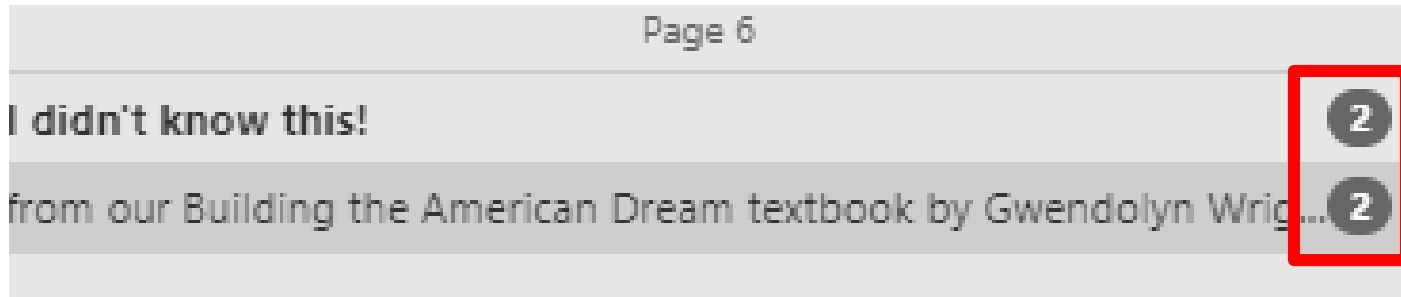 Page 6
I didn't know this! 2
from our Building the American Dream textbook by Gwendolyn Wrig... 2